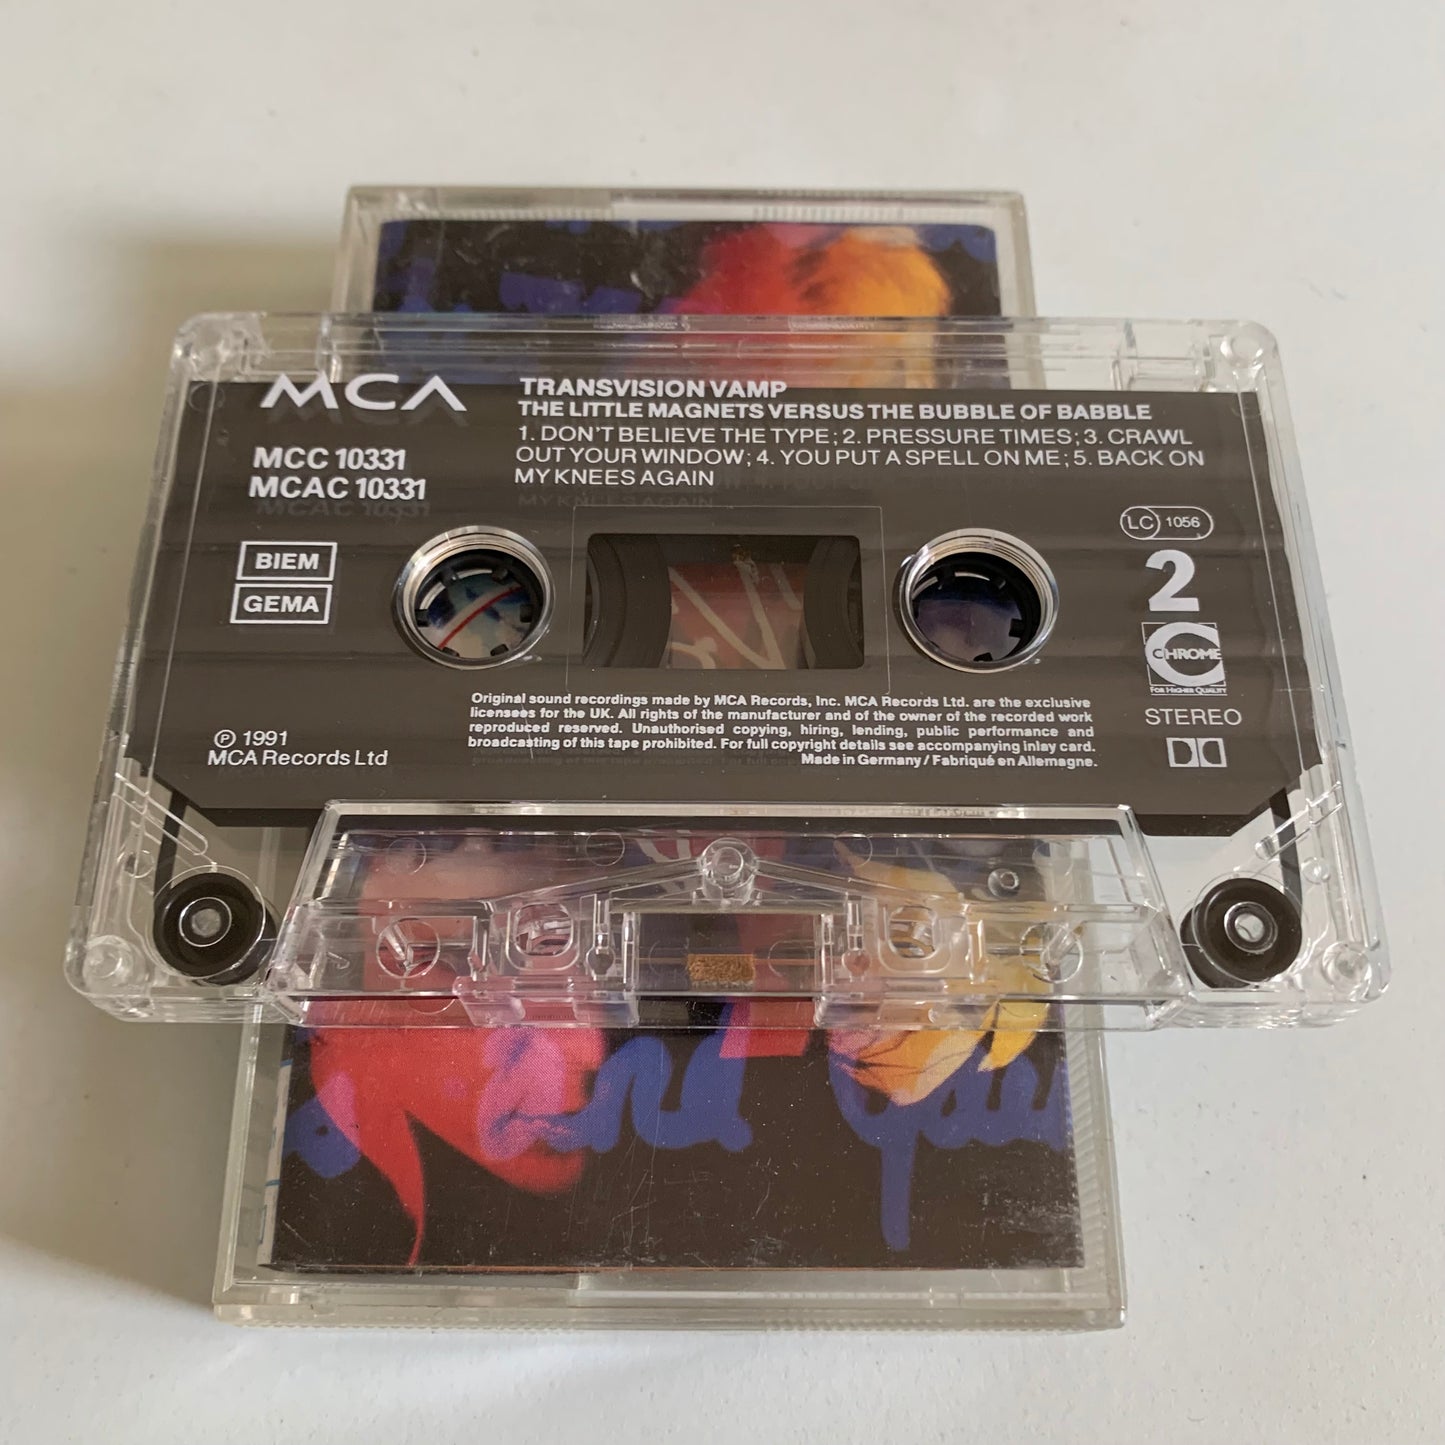 MCA
TRANSVISION VAMP
THE LITTLE MAGNETS VERSUS THE BUBBLE OF BABBLE
1. DON'T BELIEVE THE TYPE; 2. PRESSURE TIMES; 3. CRAWL
OUT YOUR WINDOW; 4. YOU PUT A SPELL ON ME; 5. BACK ON
MY KNEES AGAIN
MCC 10331
MCAC 10331
LC 1056
BIEM
GEMA
2
CHROME
FOR HIGHER QUALITY
STEREO
Original sound recordings made by MCA Records, Inc. MCA Records Ltd. are the exclusive
licensees for the UK. All rights of the manufacturer and of the owner of the recorded work
reproduced reserved. Unauthorised copying, hiring, lending, public performance and
broadcasting of this tape prohibited. For full copyright details see accompanying inlay card.
Made in Germany / Fabriqué en Allemagne.
℗ 1991
MCA Records Ltd